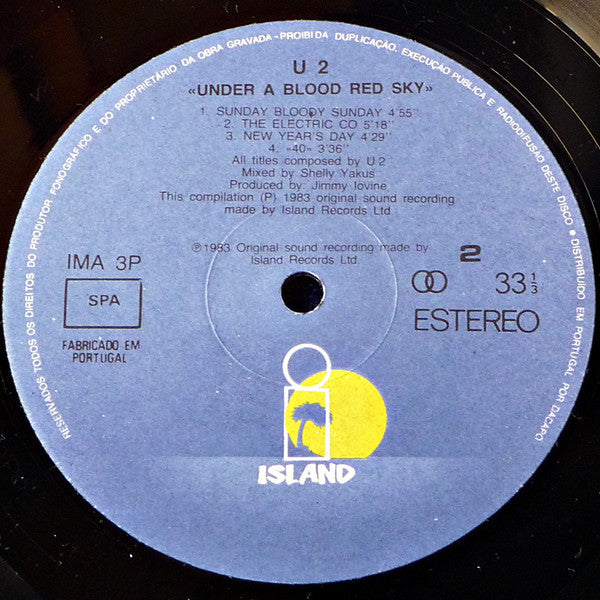 RESERVADOS TODOS OS DIREITOS DO PRODUTOR FONOGRÁFICO E DO PROPRIETÁRIO DA OBRA GRAVADA - PROIBIDA DUPLICAÇÃO, EXECUÇÃO PUBLICA E RADIODIFUSÃO DESTE DISCO • DISTRIBUÍDO EM PORTUGAL POR DACAPO
U 2
«UNDER A BLOOD RED SKY»
1. SUNDAY BLOODY SUNDAY 4'55''
2. THE ELECTRIC CO 5'18''
3. NEW YEAR'S DAY 4'29''
4. «40» 3'36''
All titles composed by U 2
Mixed by Shelly Yakus
Produced by: Jimmy Iovine
This compilation (P) 1983 original sound recording
made by Island Records Ltd
℗ 1983 Original sound recording made by
Island Records Ltd.
IMA 3P
SPA
FABRICADO EM
PORTUGAL
2
33 1/3
ESTEREO
ISLAND